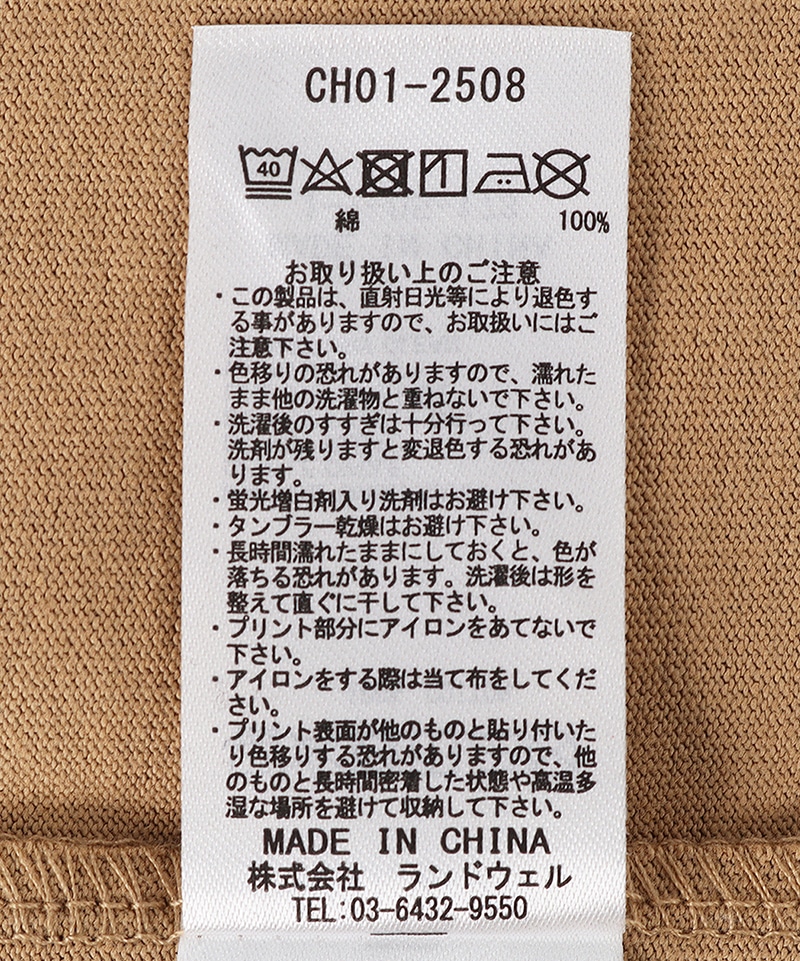 CH01-2508
40
綿 100%
お取り扱い上のご注意
・この製品は、直射日光等により退色す
る事がありますので、お取扱いにはご
注意下さい。
・色移りの恐れがありますので、濡れた
まま他の洗濯物と重ねないで下さい。
・洗濯後のすすぎは十分行って下さい。
洗剤が残りますと変退色する恐れがあ
ります。
・蛍光増白剤入り洗剤はお避け下さい。
・タンブラー乾燥はお避け下さい。
・長時間濡れたままにしておくと、色が
落ちる恐れがあります。洗濯後は形を
整えて直ぐに干して下さい。
・プリント部分にアイロンをあてないで
下さい。
・アイロンをする際は当て布をしてくだ
さい。
・プリント表面が他のものと貼り付いた
り色移りする恐れがありますので、他
のものと長時間密着した状態や高温多
湿な場所を避けて収納して下さい。
MADE IN CHINA
株式会社 ランドウェル
TEL:03-6432-9550